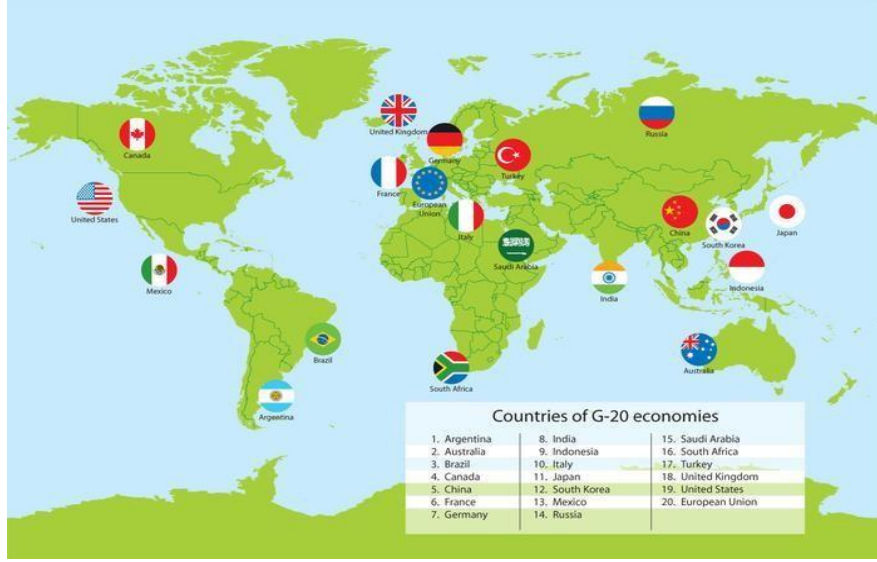 United Kingdom
Russia
Canada
Germany
Turkey
France
European
Union
United States
Italy
China
South Korea
Japan
Saudi Arabia
Mexico
India
Indonesia
Brazil
Australia
South Africa
Argentina
Countries of G-20 economies
1. Argentina
2. Australia
3. Brazil
4. Canada
5. China
6. France
7. Germany
8. India
9. Indonesia
10. Italy
11. Japan
12. South Korea
13. Mexico
14. Russia
15. Saudi Arabia
16. South Africa
17. Turkey
18. United Kingdom
19. United States
20. European Union